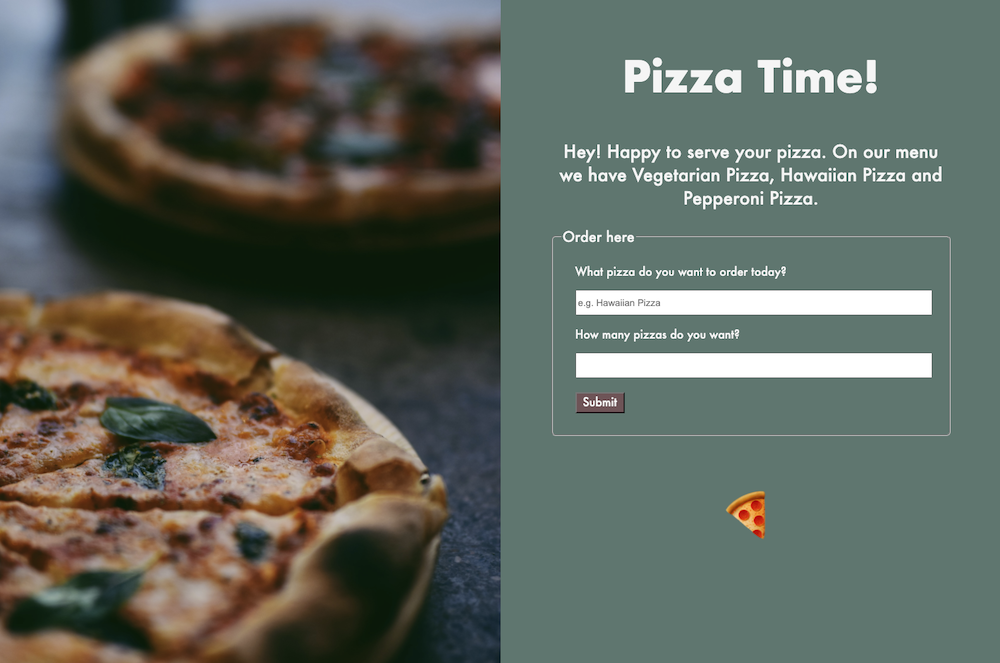 Pizza Time!
Hey! Happy to serve your pizza. On our menu
we have Vegetarian Pizza, Hawaiian Pizza and
Pepperoni Pizza.
Order here
What pizza do you want to order today?
e.g. Hawaiian Pizza
How many pizzas do you want?
Submit